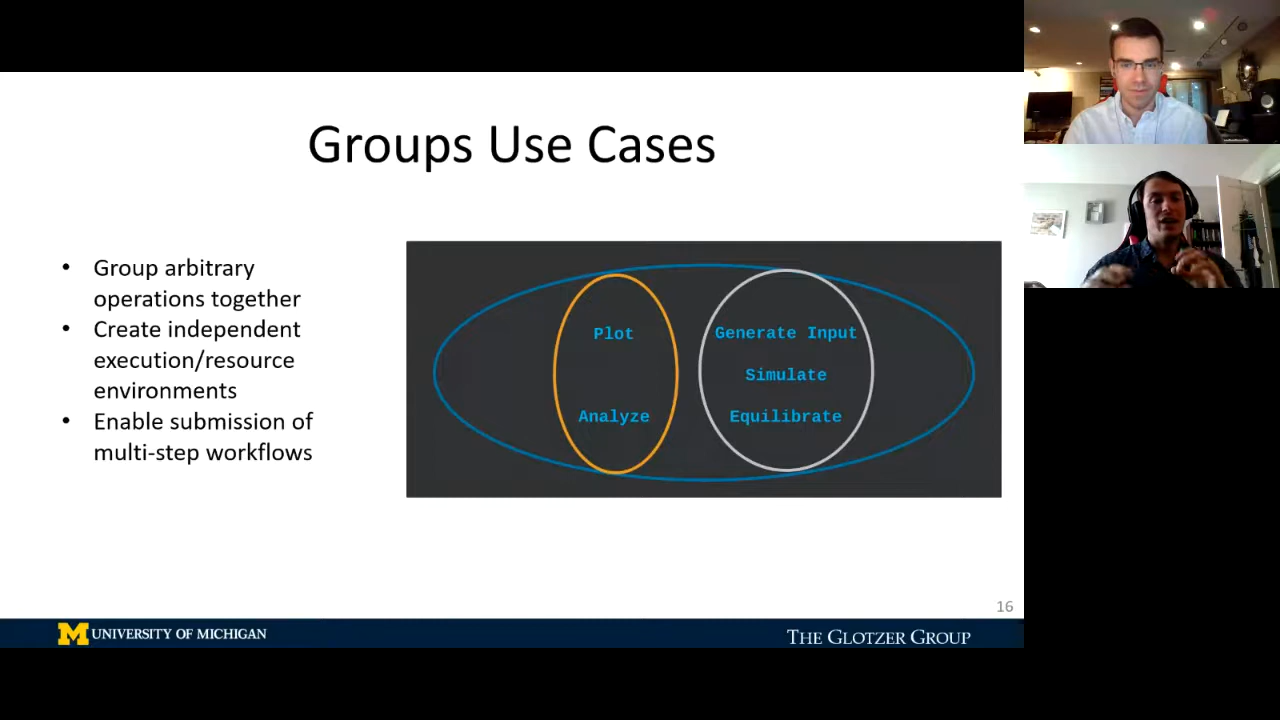 Groups Use Cases
• Group arbitrary
operations together
• Create independent
execution/resource
environments
• Enable submission of
multi-step workflows
Plot
Analyze
Generate Input
Simulate
Equilibrate
16
M UNIVERSITY OF MICHIGAN
THE GLOTZER GROUP